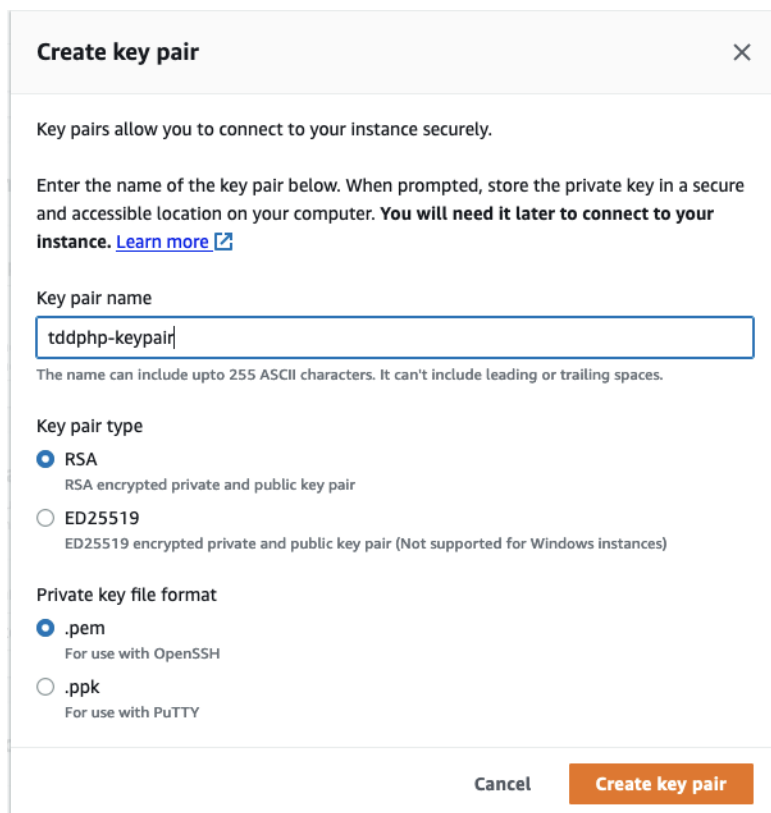 Create key pair
Key pairs allow you to connect to your instance securely.
Enter the name of the key pair below. When prompted, store the private key in a secure
and accessible location on your computer. You will need it later to connect to your
instance. Learn more
Key pair name
tddphp-keypair
The name can include upto 255 ASCII characters. It can't include leading or trailing spaces.
Key pair type
RSA
RSA encrypted private and public key pair
ED25519
ED25519 encrypted private and public key pair (Not supported for Windows instances)
Private key file format
.pem
For use with OpenSSH
.ppk
For use with PuTTY
Cancel Create key pair